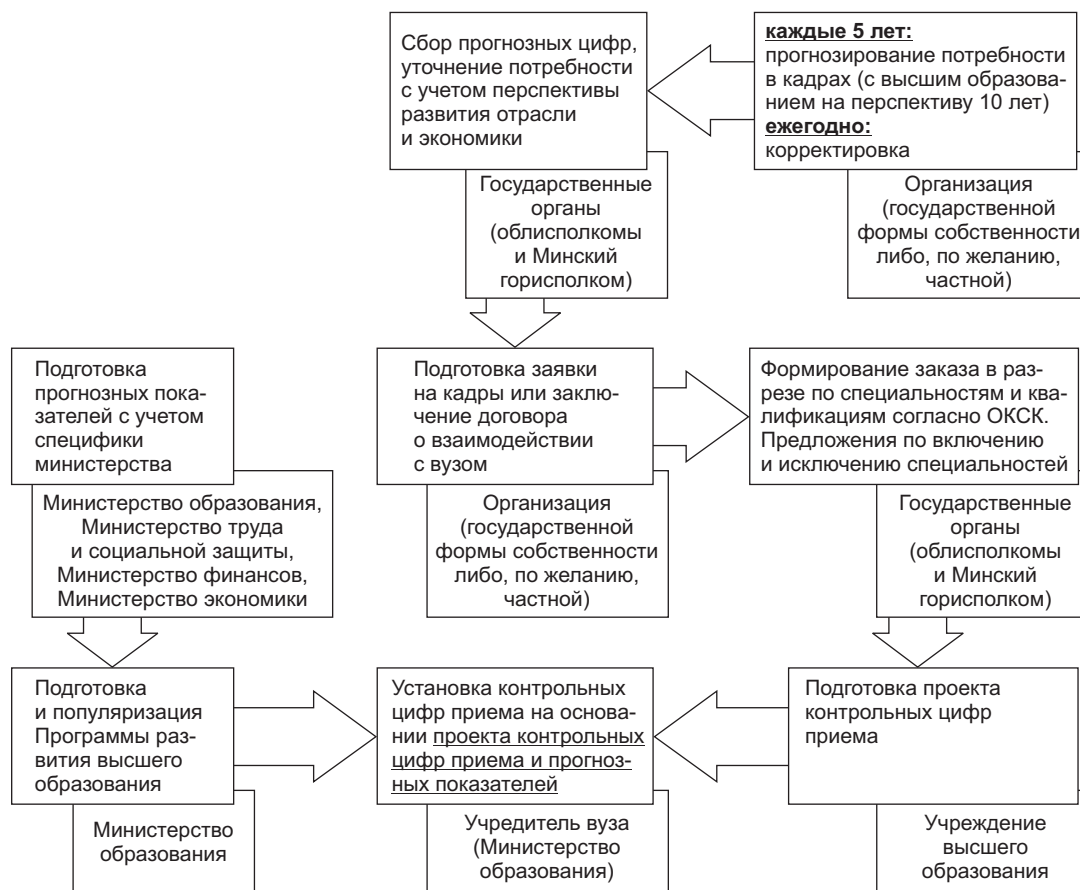 Сбор прогнозных цифр,
уточнение потребности
с учетом перспективы
развития отрасли
и экономики
Государственные
органы
(облисполкомы
и Минский
горисполком)
каждые 5 лет:
прогнозирование потребности
в кадрах (с высшим образова-
нием на перспективу 10 лет)
ежегодно:
корректировка
Организация
(государственной
формы собственности
либо, по желанию,
частной)
Подготовка
прогнозных пока-
зателей с учетом
специфики
министерства
Министерство образования,
Министерство труда
и социальной защиты,
Министерство финансов,
Министерство экономики
Подготовка заявки
на кадры или заклю-
чение договора
о взаимодействии
с вузом
Организация
(государственной
формы собственности
либо, по желанию,
частной)
Формирование заказа в раз-
резе по специальностям и ква-
лификациям согласно ОКСК.
Предложения по включению
и исключению специальностей
Государственные
органы
(облисполкомы
и Минский
горисполком)
Подготовка
и популяризация
Программы раз-
вития высшего
образования
Министерство
образования
Установка контрольных
цифр приема на основа-
нии проекта контрольных
цифр приема и прогноз-
ных показателей
Учредитель вуза
(Министерство
образования)
Подготовка проекта
контрольных цифр
приема
Учреждение
высшего
образования